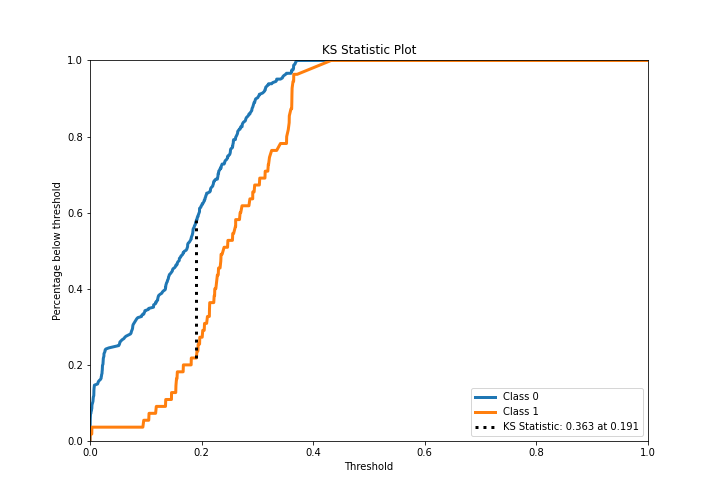 KS Statistic Plot
1.0
0.8
0.6
0.4
0.2
0.0
Percentage below threshold
0.0 0.2 0.4 0.6 0.8 1.0
Threshold
Class 0
Class 1
KS Statistic: 0.363 at 0.191